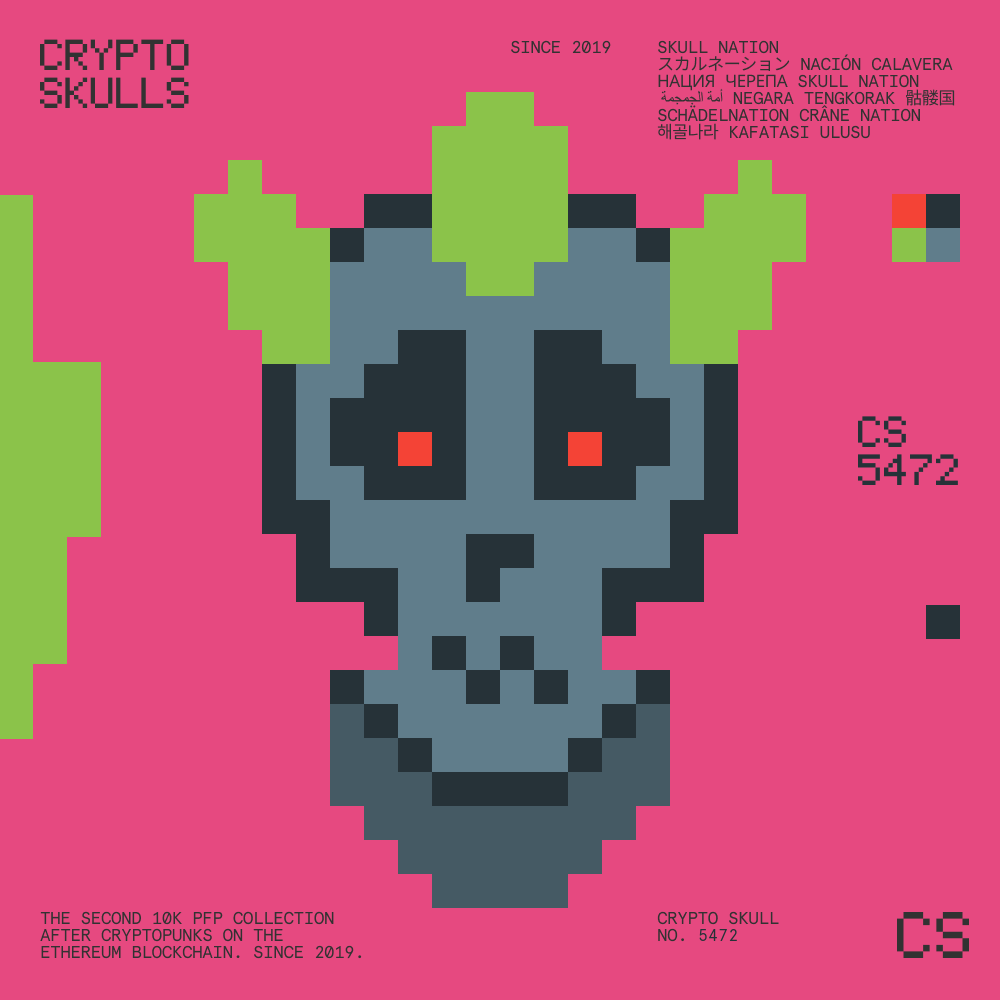 CRYPTO
SKULLS
SINCE 2019
SKULL NATION
スカルネーション NACIÓN CALAVERA
НАЦИЯ ЧЕРЕПА SKULL NATION
أمة الجمجمة NEGARA TENGKORAK 骷髅国
SCHÄDELNATION CRÂNE NATION
해골나라 KAFATASI ULUSU
CS
5472
THE SECOND 10K PFP COLLECTION
AFTER CRYPTOPUNKS ON THE
ETHEREUM BLOCKCHAIN. SINCE 2019.
CRYPTO SKULL
NO. 5472
CS